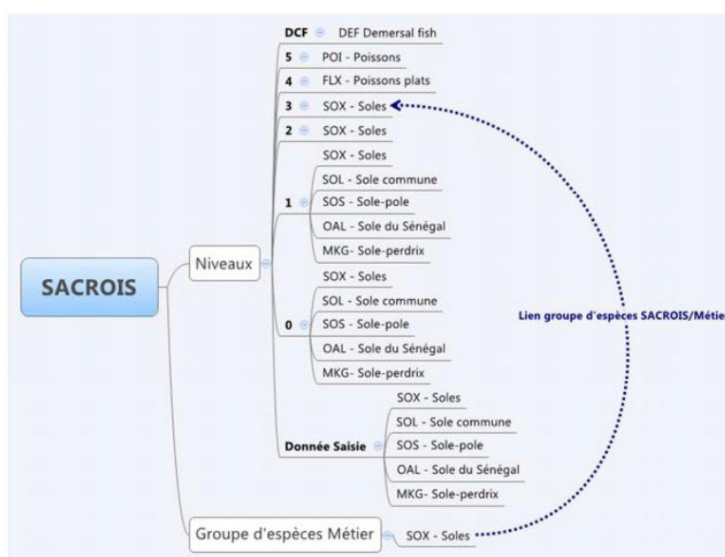 DCF DEF Demersal fish
5 POI - Poissons
4 FLX - Poissons plats
3 SOX - Soles
2 SOX - Soles
SOX - Soles
SOL - Sole commune
1 SOS - Sole-pole
OAL - Sole du Sénégal
MKG- Sole-perdrix
Niveaux
SOX - Soles
SACROIS
SOL - Sole commune
Lien groupe d'espèces SACROIS/Métie
0 SOS - Sole-pole
OAL - Sole du Sénégal
MKG- Sole-perdrix
SOX - Soles
SOL - Sole commune
Donnée Saisie SOS - Sole-pole
OAL - Sole du Sénégal
MKG- Sole-perdrix
Groupe d'espèces Métier SOX - Soles